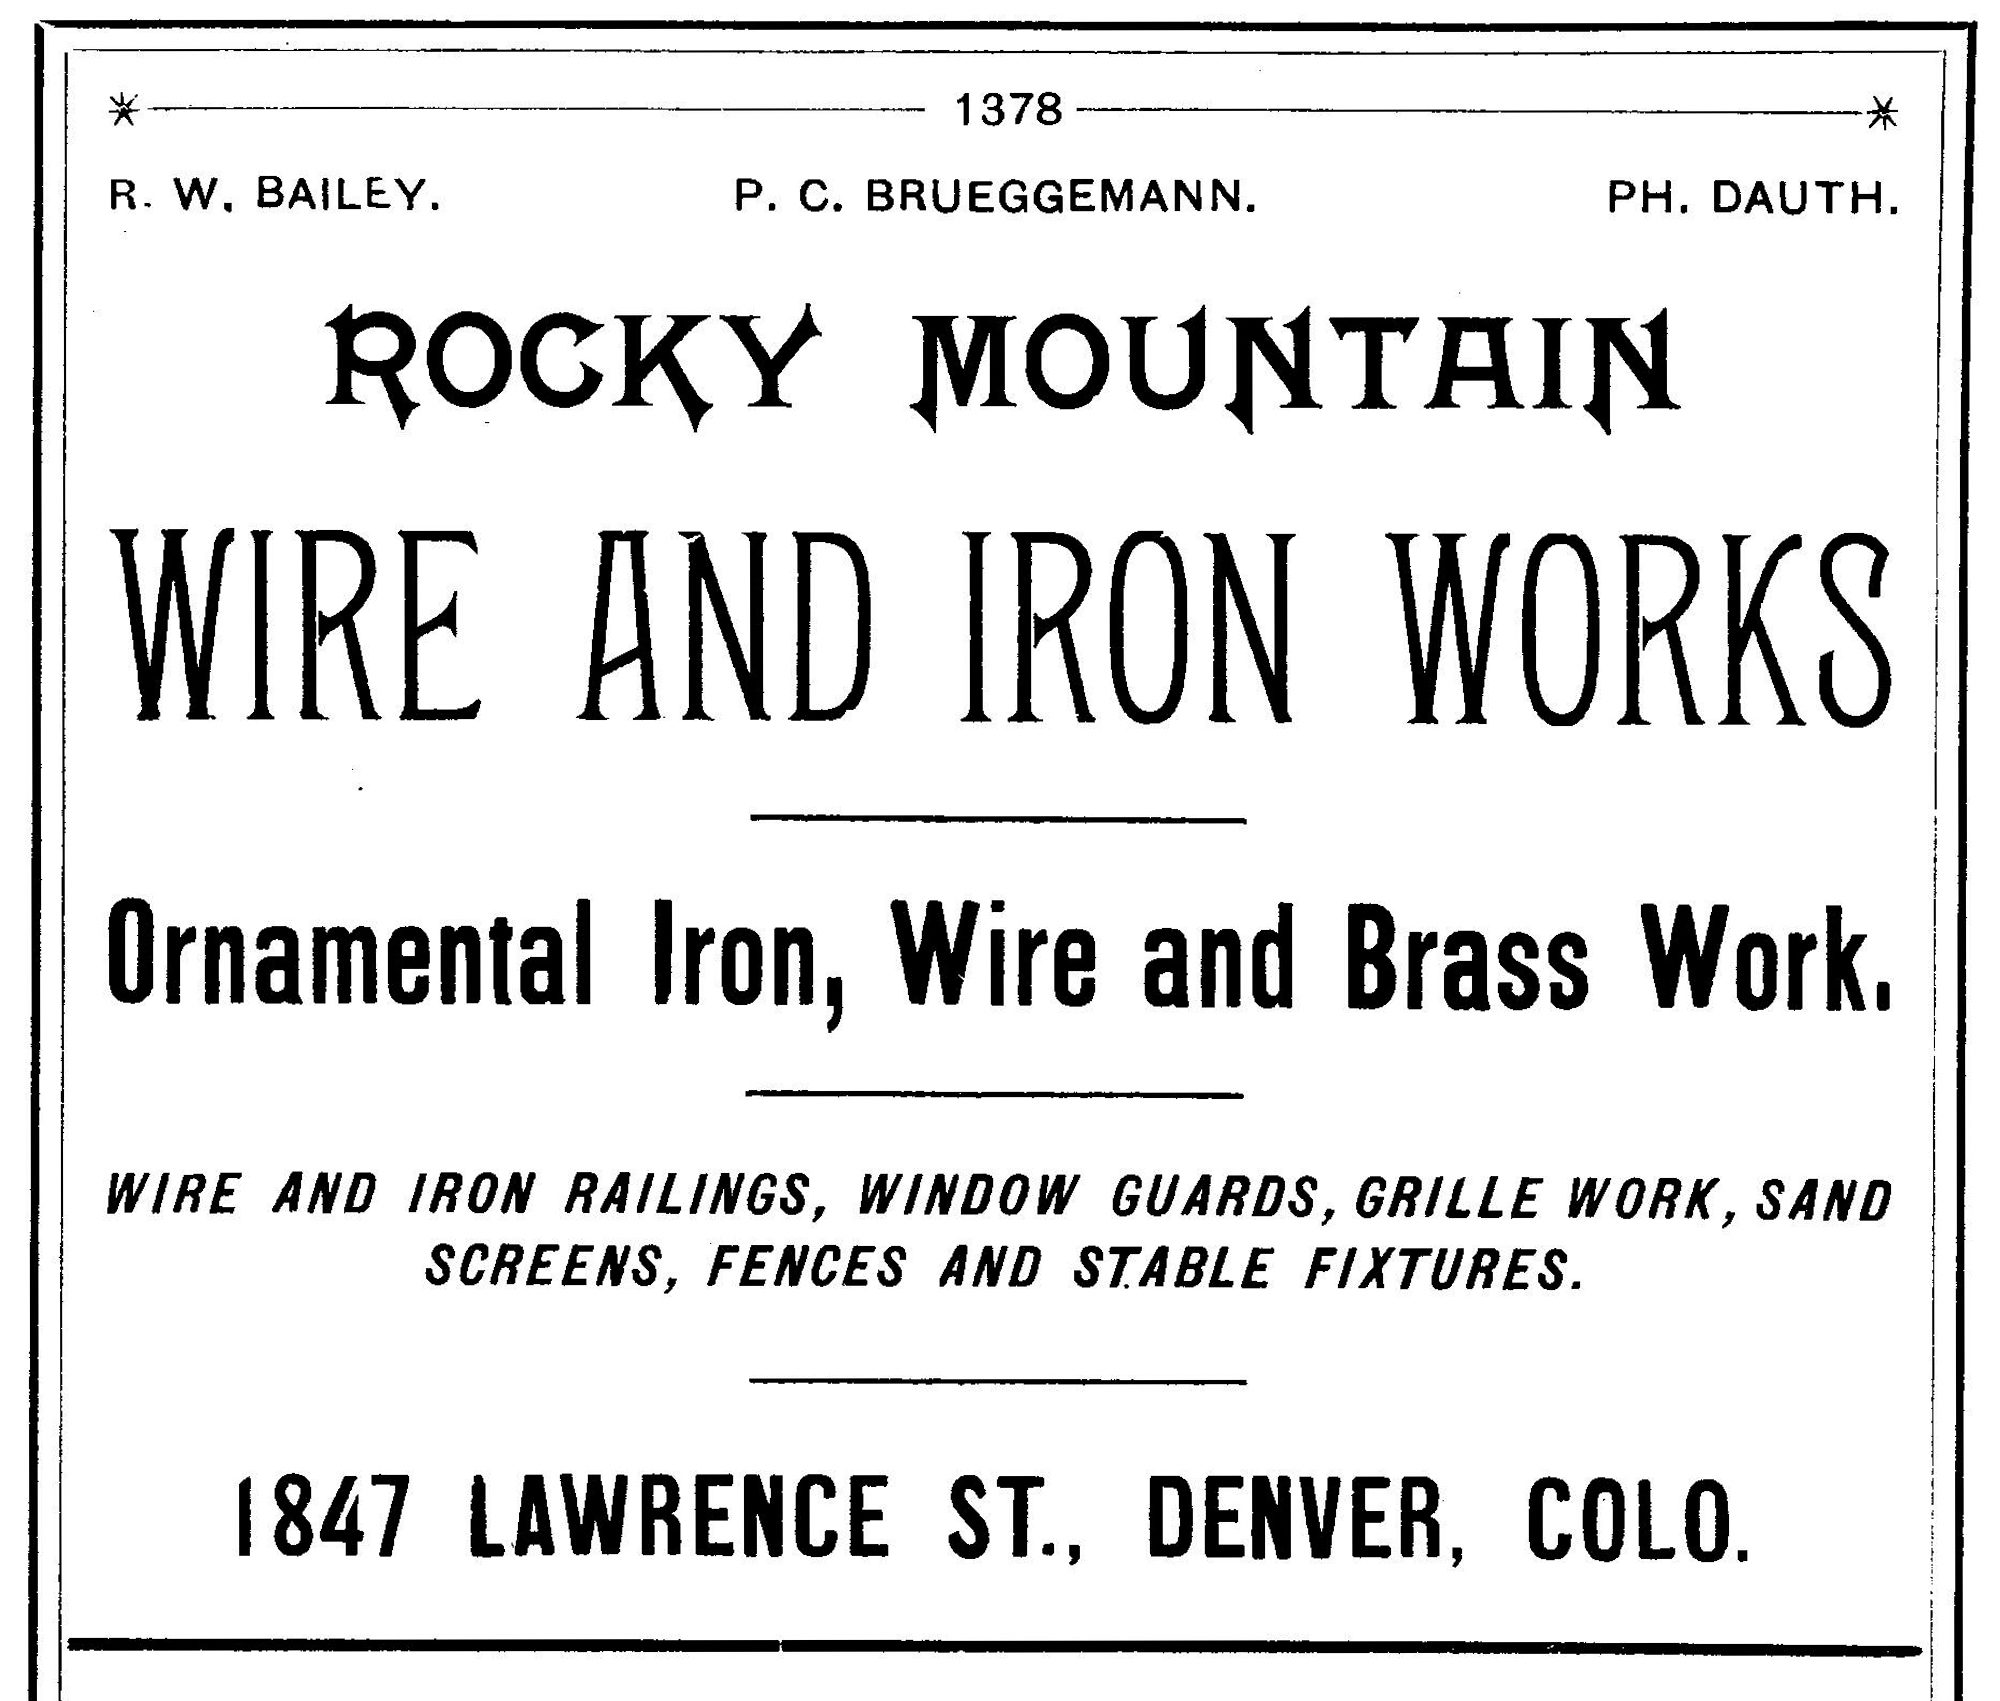 1378
R. W. BAILEY. P. C. BRUEGGEMANN. PH. DAUTH.
ROCKY MOUNTAIN
WIRE AND IRON WORKS
Ornamental Iron, Wire and Brass Work.
WIRE AND IRON RAILINGS, WINDOW GUARDS, GRILLE WORK, SAND
SCREENS, FENCES AND STABLE FIXTURES.
1847 LAWRENCE ST., DENVER, COLO.